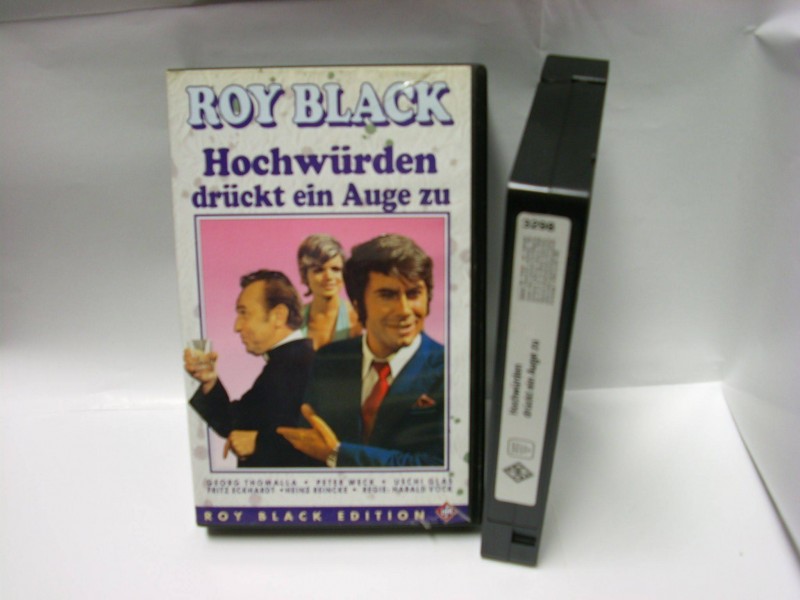 ROY BLACK
Hochwürden
drückt ein Auge zu
GEORG THOMALLA • PETER WECK • USCHI GLAS
FRITZ ECKHARDT • HEINZ REINCKE • REGIE: HARALD VOCK
ROY BLACK EDITION
3298
Hochwürden
drückt ein Auge zu